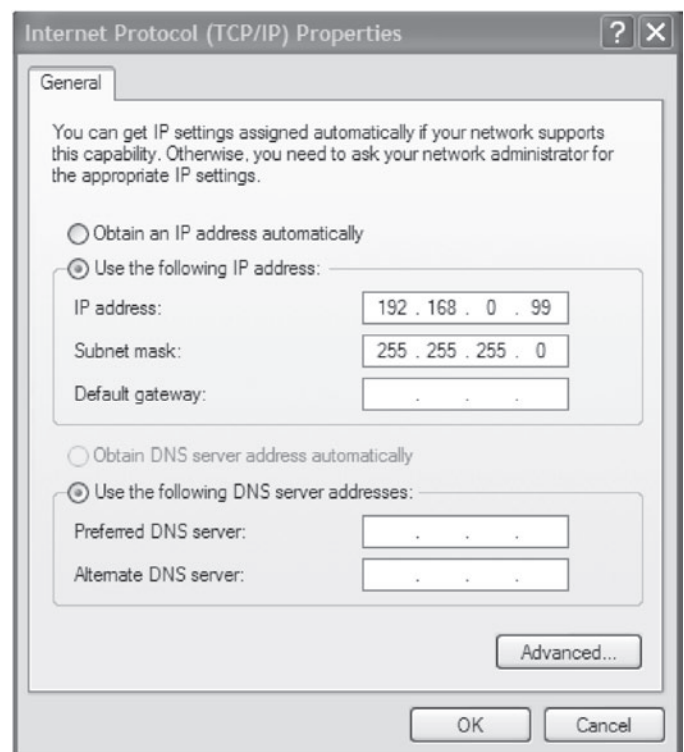 Internet Protocol (TCP/IP) Properties
General
You can get IP settings assigned automatically if your network supports
this capability. Otherwise, you need to ask your network administrator for
the appropriate IP settings.
Obtain an IP address automatically
Use the following IP address:
IP address: 192 . 168 . 0 . 99
Subnet mask: 255 . 255 . 255 . 0
Default gateway: . . .
Obtain DNS server address automatically
Use the following DNS server addresses:
Preferred DNS server: . . .
Alternate DNS server: . . .
Advanced...
OK Cancel